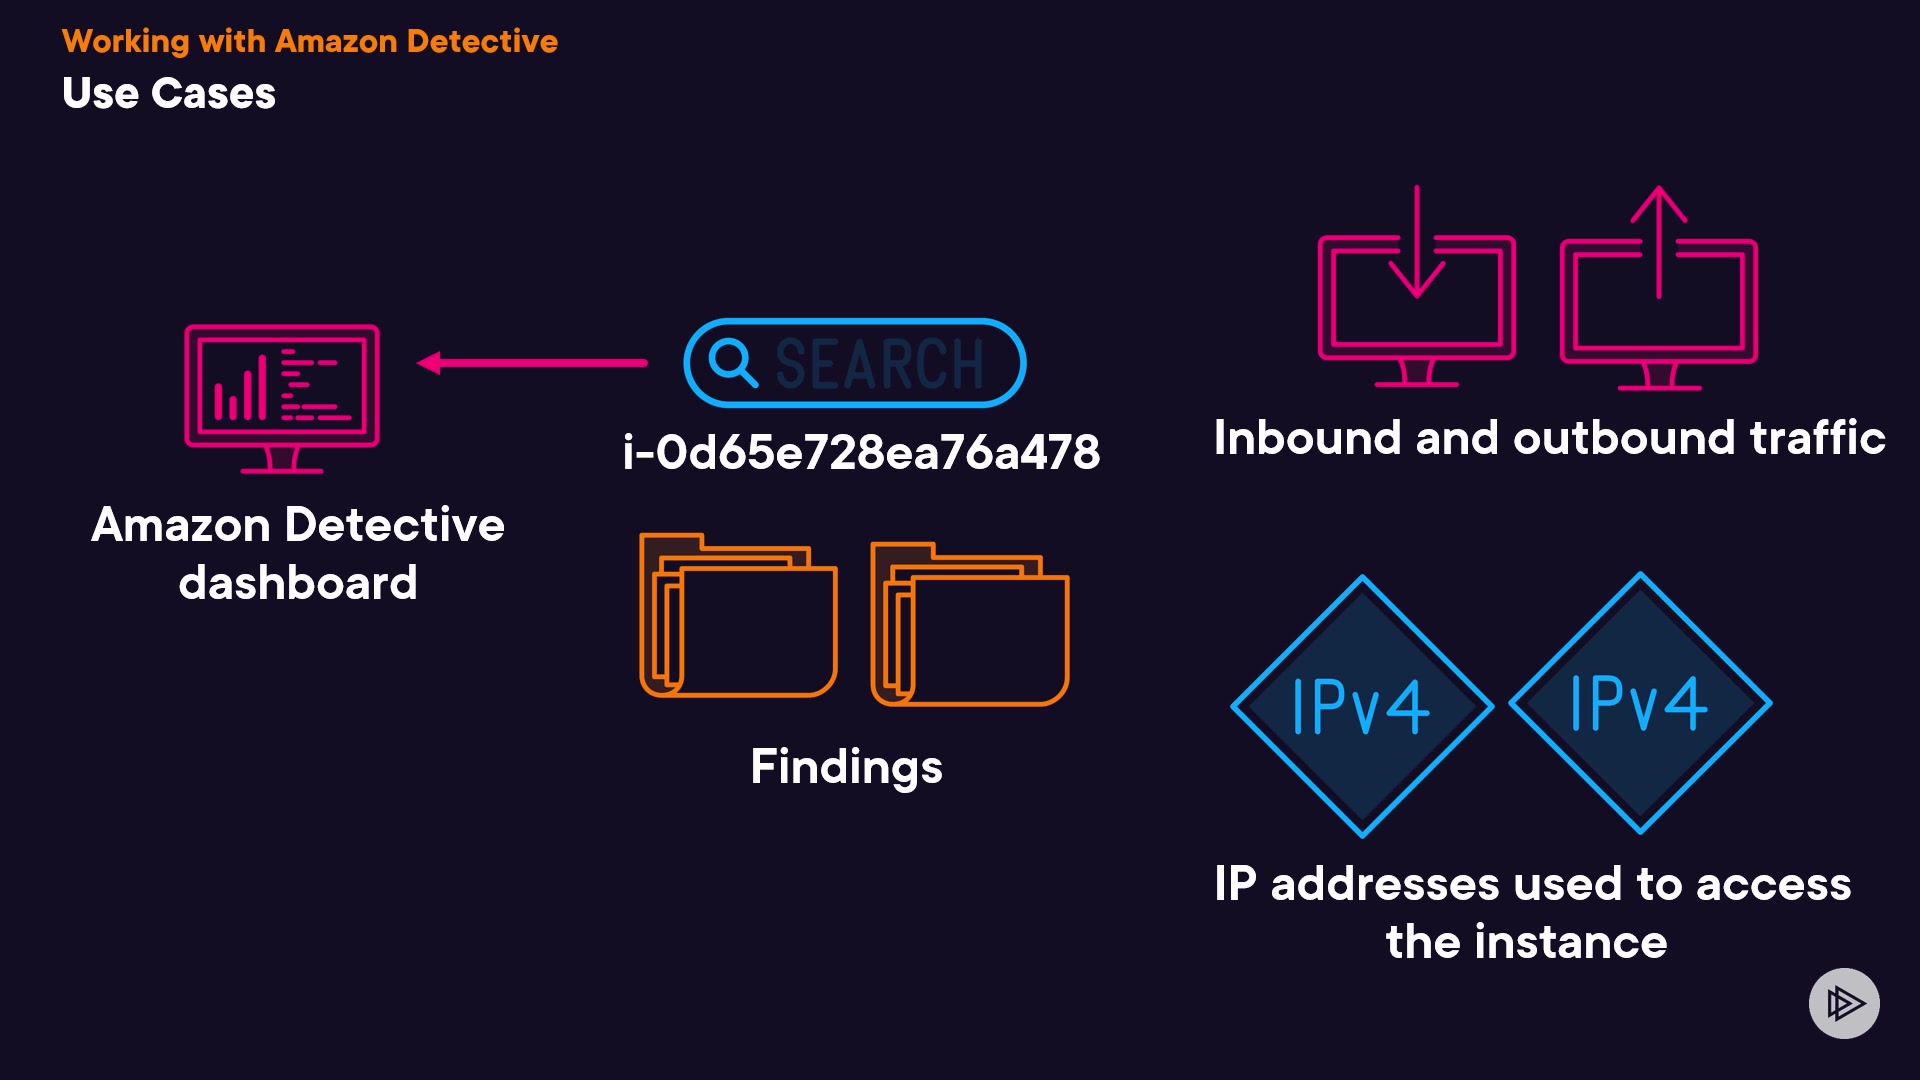 Working with Amazon Detective
Use Cases
Amazon Detective
dashboard
SEARCH
i-0d65e728ea76a478
Findings
Inbound and outbound traffic
IPv4
IPv4
IP addresses used to access
the instance